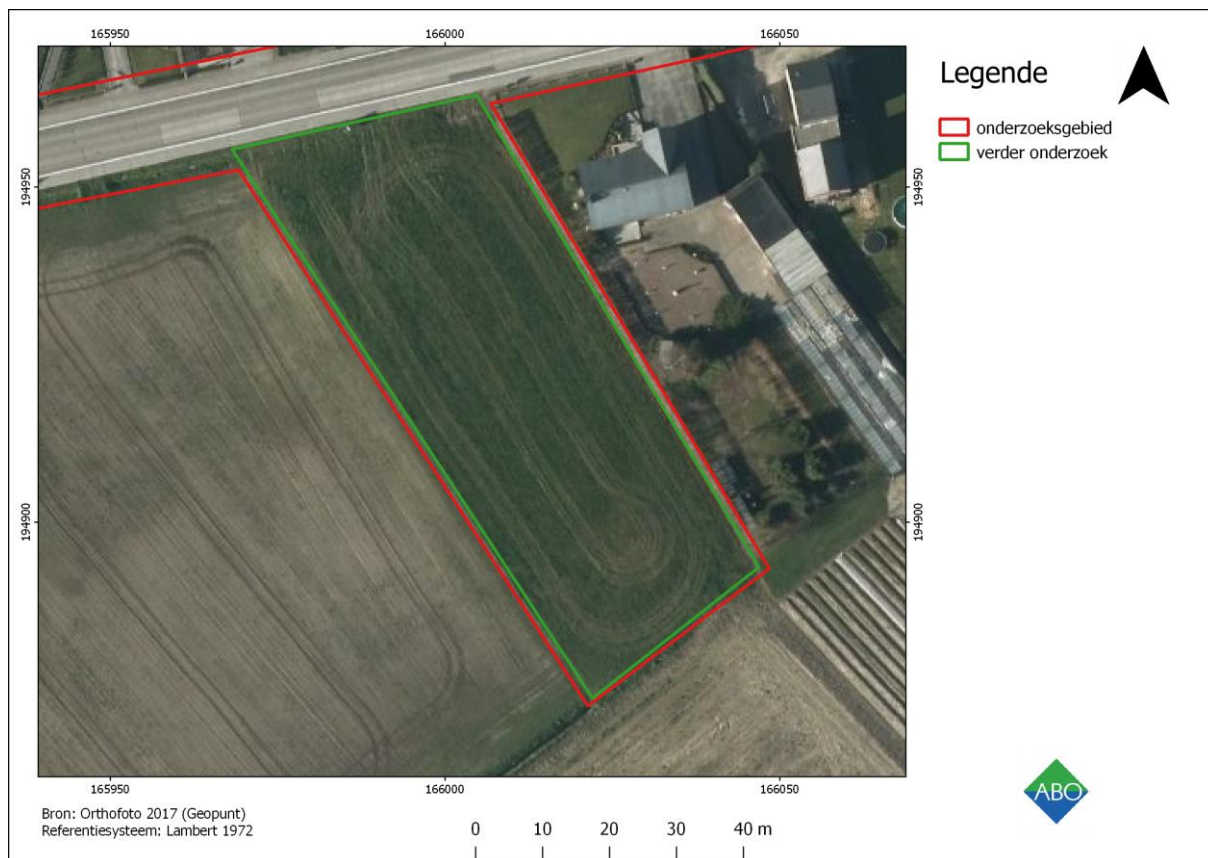 165950 166000 166050
Legende
onderzoeksgebied
verder onderzoek
194950 194950
194900 194900
165950 166000 166050
ABO
Bron: Orthofoto 2017 (Geopunt)
Referentiesysteem: Lambert 1972
0 10 20 30 40 m